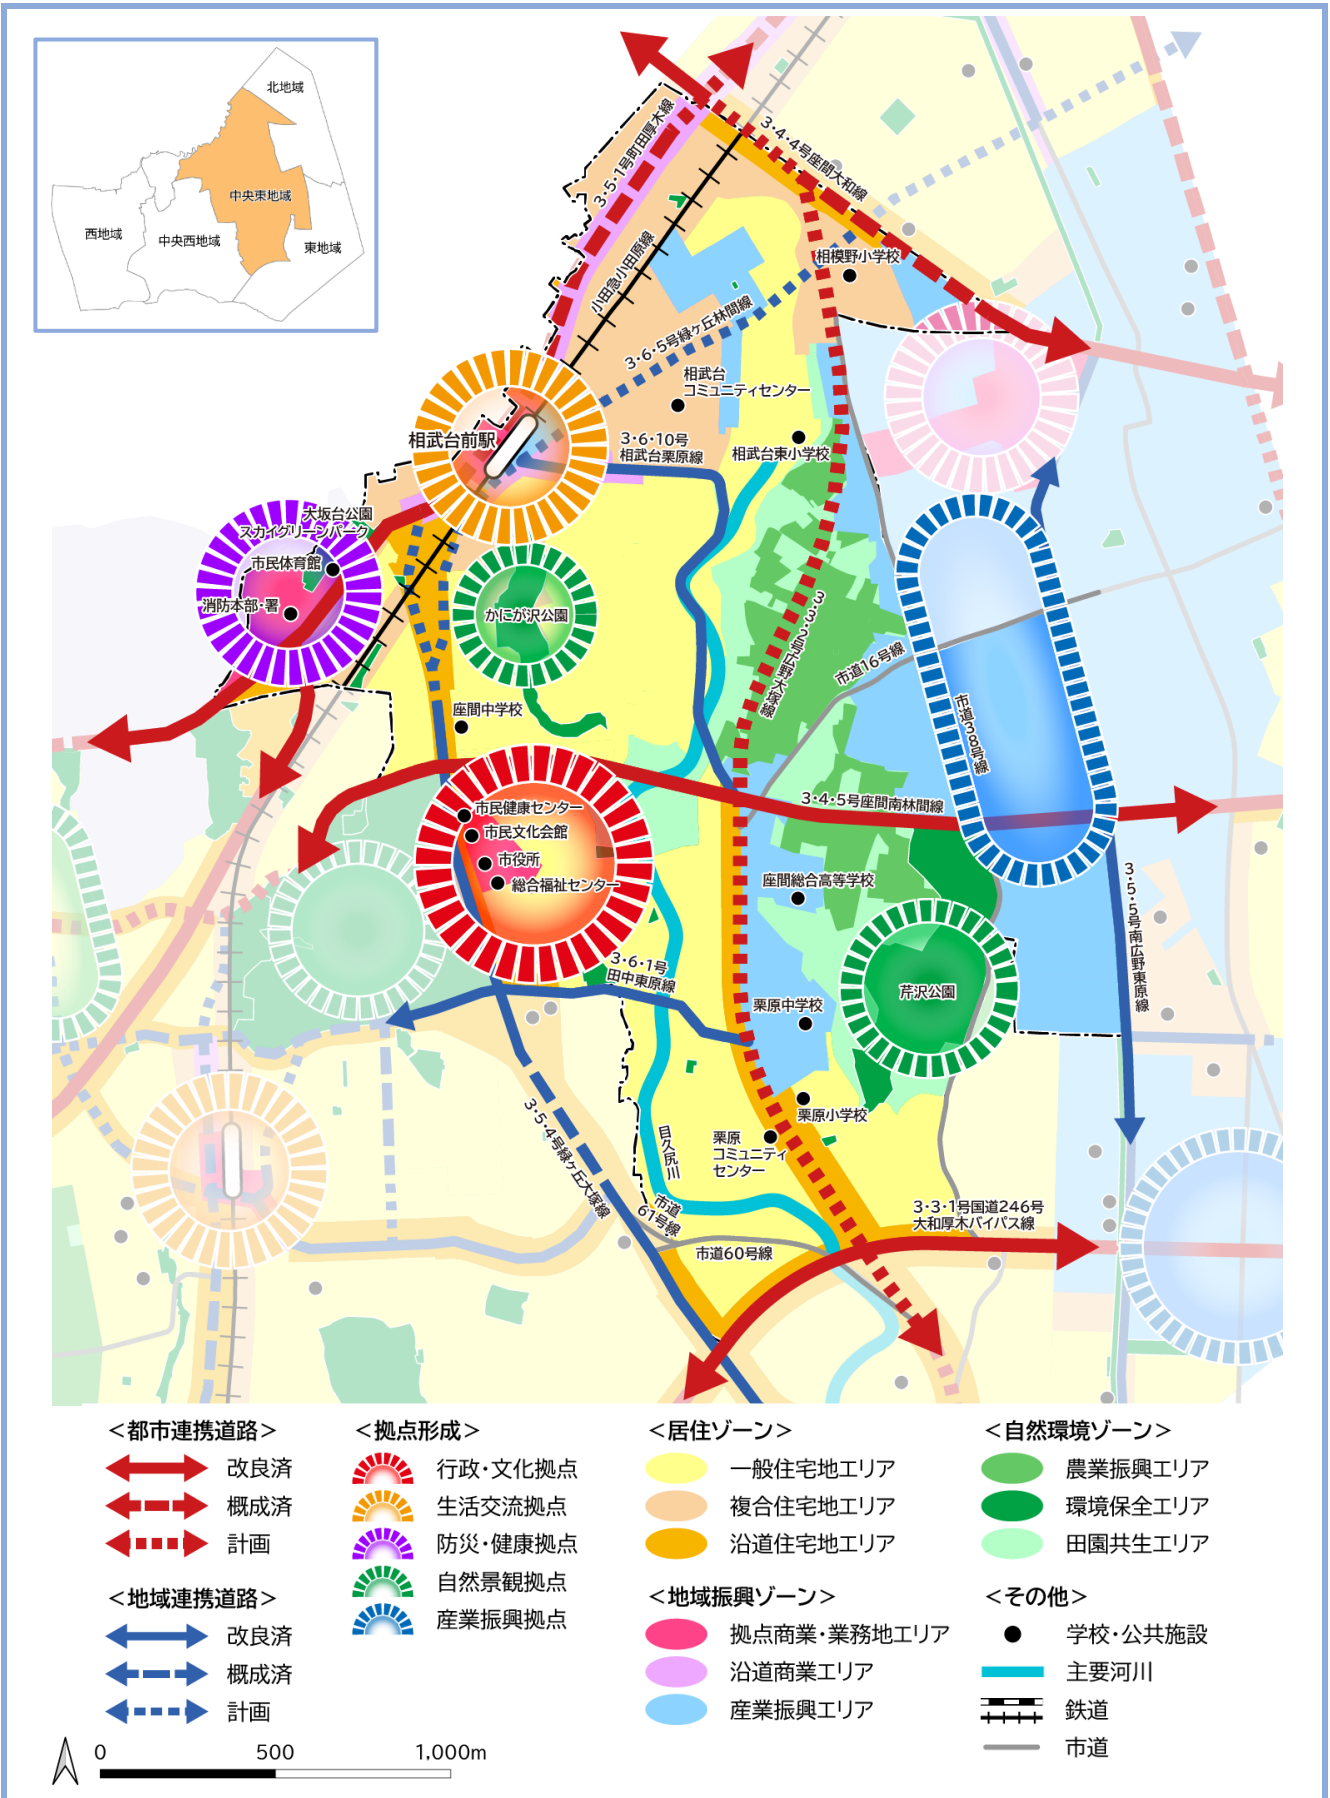 北地域
中央東地域
西地域
中央西地域
東地域
3・5・1号町田厚木線
3・4・4号座間大和線
小田急小田原線
相模野小学校
3・6・5号緑ヶ丘林間線
相武台
コミュニティセンター
相武台前駅
3・6・10号
相武台栗原線
相武台東小学校
大坂台公園
スカイグリーンパーク
市民体育館
消防本部・署
かにが沢公園
3・3・2号広野大塚線
市道16号線
座間中学校
市道38号線
市民健康センター
市民文化会館
市役所
総合福祉センター
3・4・5号座間南林間線
座間総合高等学校
3・5・5号南広野東原線
3・6・1号
田中東原線
芹沢公園
栗原中学校
栗原小学校
3・5・4号緑ヶ丘大塚線
目久尻川
栗原
コミュニティ
センター
市道
61号線
市道60号線
3・3・1号国道246号
大和厚木バイパス線
＜都市連携道路＞
改良済
概成済
計画
＜地域連携道路＞
改良済
概成済
計画
＜拠点形成＞
行政・文化拠点
生活交流拠点
防災・健康拠点
自然景観拠点
産業振興拠点
＜居住ゾーン＞
一般住宅地エリア
複合住宅地エリア
沿道住宅地エリア
＜地域振興ゾーン＞
拠点商業・業務地エリア
沿道商業エリア
産業振興エリア
＜自然環境ゾーン＞
農業振興エリア
環境保全エリア
田園共生エリア
＜その他＞
学校・公共施設
主要河川
鉄道
市道
0 500 1,000m